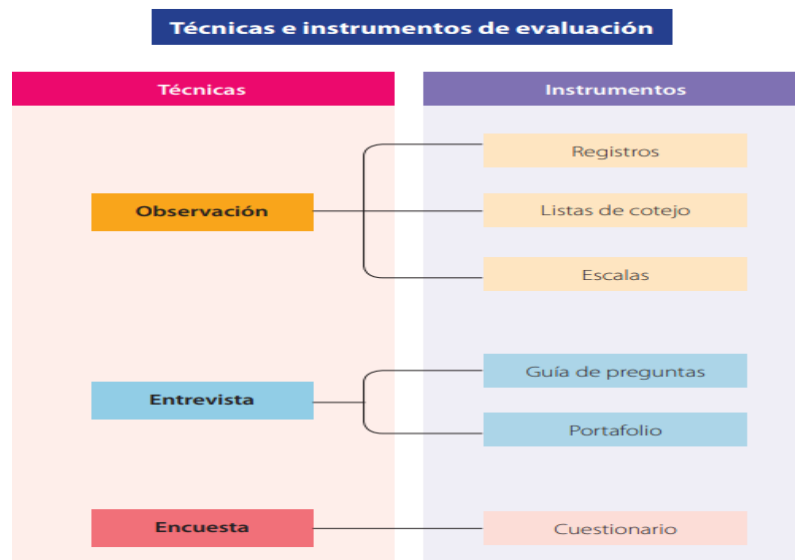 Técnicas e instrumentos de evaluación
Técnicas
Instrumentos
Observación
Registros
Listas de cotejo
Escalas
Entrevista
Guía de preguntas
Portafolio
Encuesta
Cuestionario